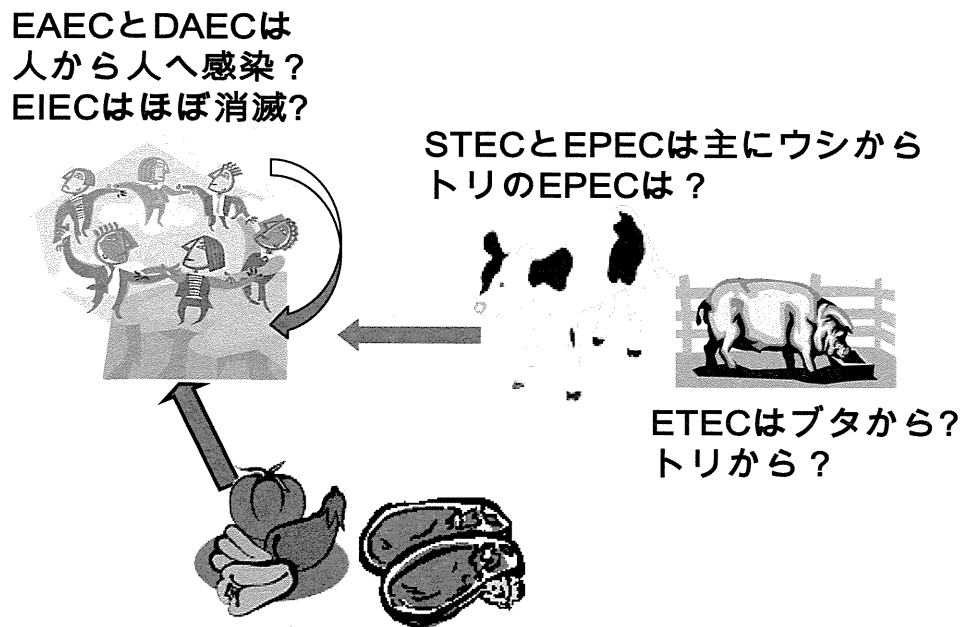 EAECとDAECは
人から人へ感染？
EIECはほぼ消滅?
STECとEPECは主にウシから
トリのEPECは？
ETECはブタから?
トリから？